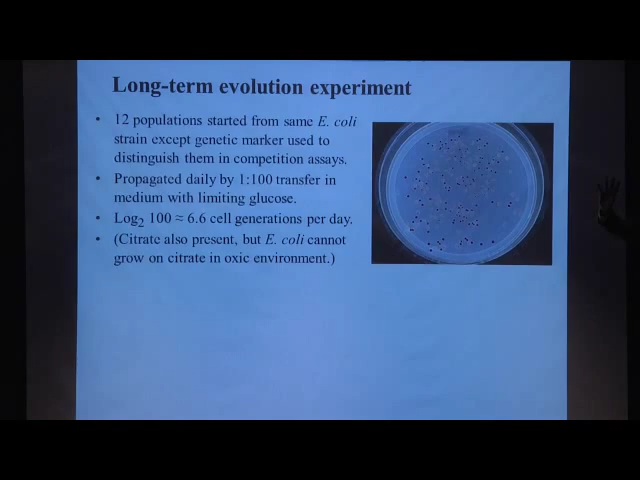 Long-term evolution experiment
• 12 populations started from same E. coli
strain except genetic marker used to
distinguish them in competition assays.
• Propagated daily by 1:100 transfer in
medium with limiting glucose.
• Log2 100 ≈ 6.6 cell generations per day.
• (Citrate also present, but E. coli cannot
grow on citrate in oxic environment.)